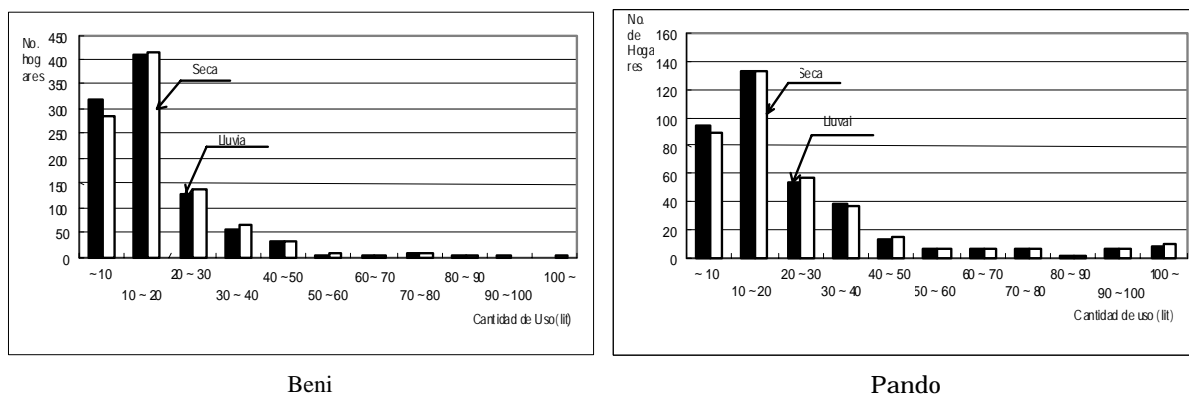 No.
hog
ares
450
400
350
300
250
200
150
100
50
0
Seca
Lluvia
~10
20 ~ 30
40 ~50
60 ~ 70
80 ~ 90
100 ~
10 ~ 20
30 ~ 40
50 ~ 60
70 ~ 80
90 ~ 100
Cantidad de Uso (lit)
Beni
No.
de
Hoga
res
160
140
120
100
80
60
40
20
0
Seca
Lluvai
~ 10
20 ~ 30
40 ~ 50
60 ~ 70
80 ~ 90
100 ~
10 ~ 20
30 ~ 40
50 ~ 60
70 ~ 80
90 ~ 100
Cantidad de uso (lit)
Pando